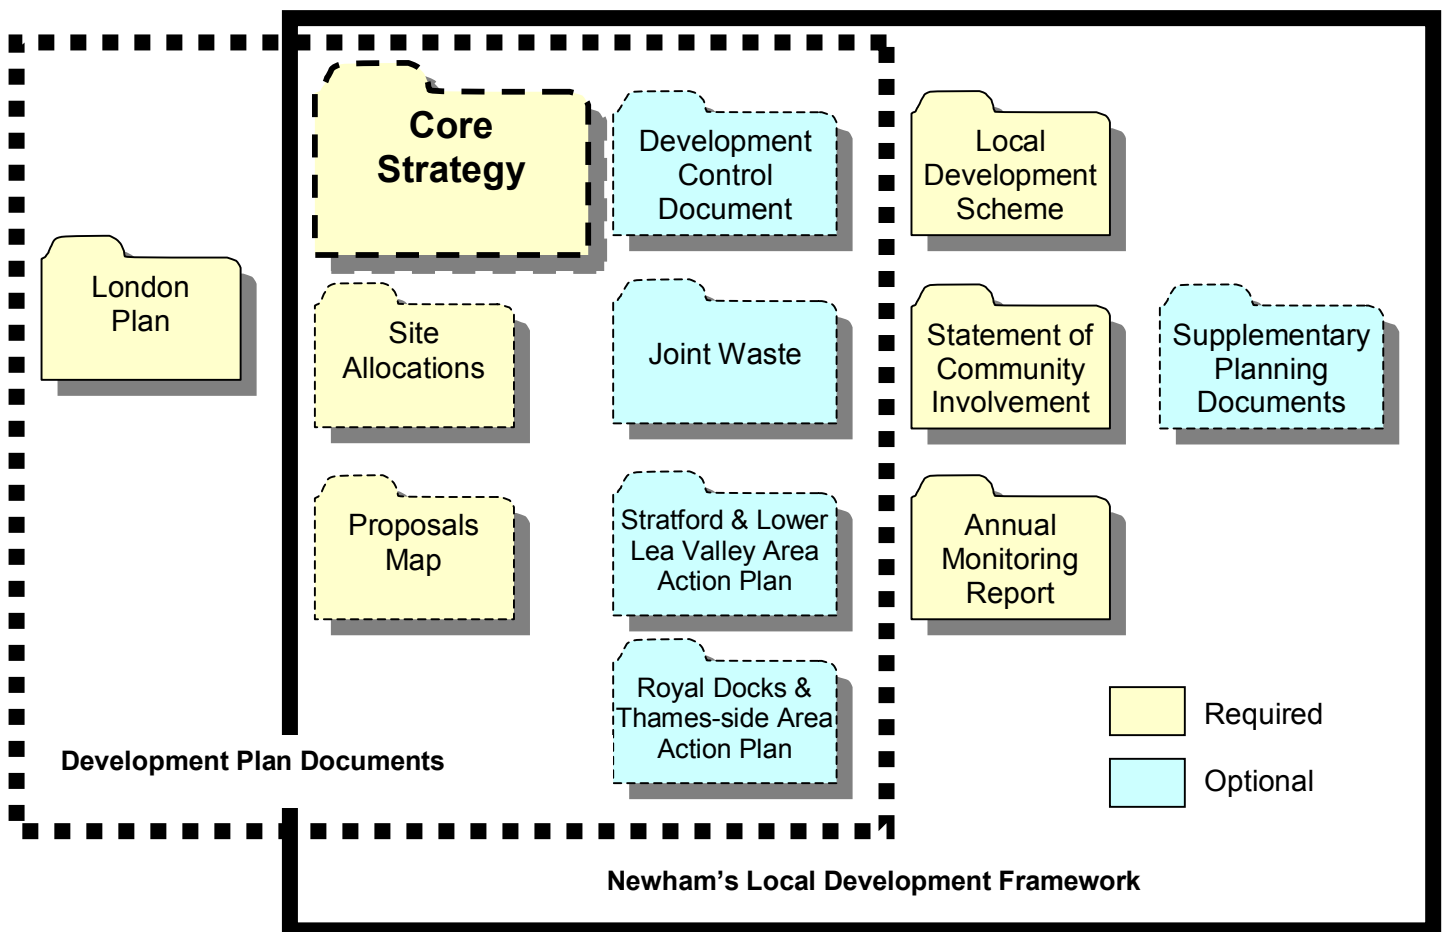 Core
Strategy
Development
Control
Document
Local
Development
Scheme
London
Plan
Site
Allocations
Joint Waste
Statement of
Community
Involvement
Supplementary
Planning
Documents
Proposals
Map
Stratford & Lower
Lea Valley Area
Action Plan
Annual
Monitoring
Report
Royal Docks &
Thames-side Area
Action Plan
Required
Optional
Development Plan Documents
Newham’s Local Development Framework